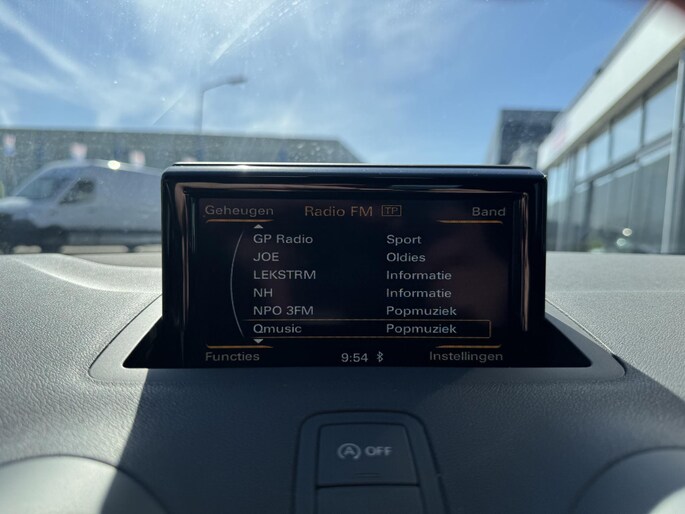 Geheugen Radio FM TP Band
GP Radio Sport
JOE Oldies
LEKSTRM Informatie
NH Informatie
NPO 3FM Popmuziek
Qmusic Popmuziek
Functies 9:54 Instellingen
A OFF